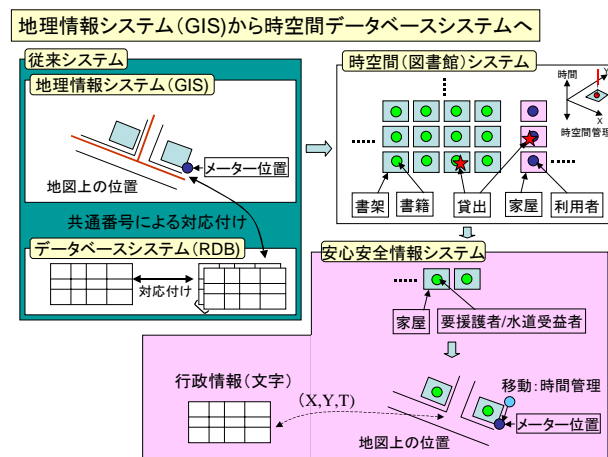 地理情報システム(GIS)から時空間データベースシステムへ
従来システム
地理情報システム(GIS)
メーター位置
地図上の位置
共通番号による対応付け
データベースシステム(RDB)
対応付け
時空間(図書館)システム
時間
Y
X
時空間管理
書架
書籍
貸出
家屋
利用者
安心安全情報システム
家屋
要援護者/水道受益者
行政情報(文字)
(X,Y,T)
移動:時間管理
メーター位置
地図上の位置